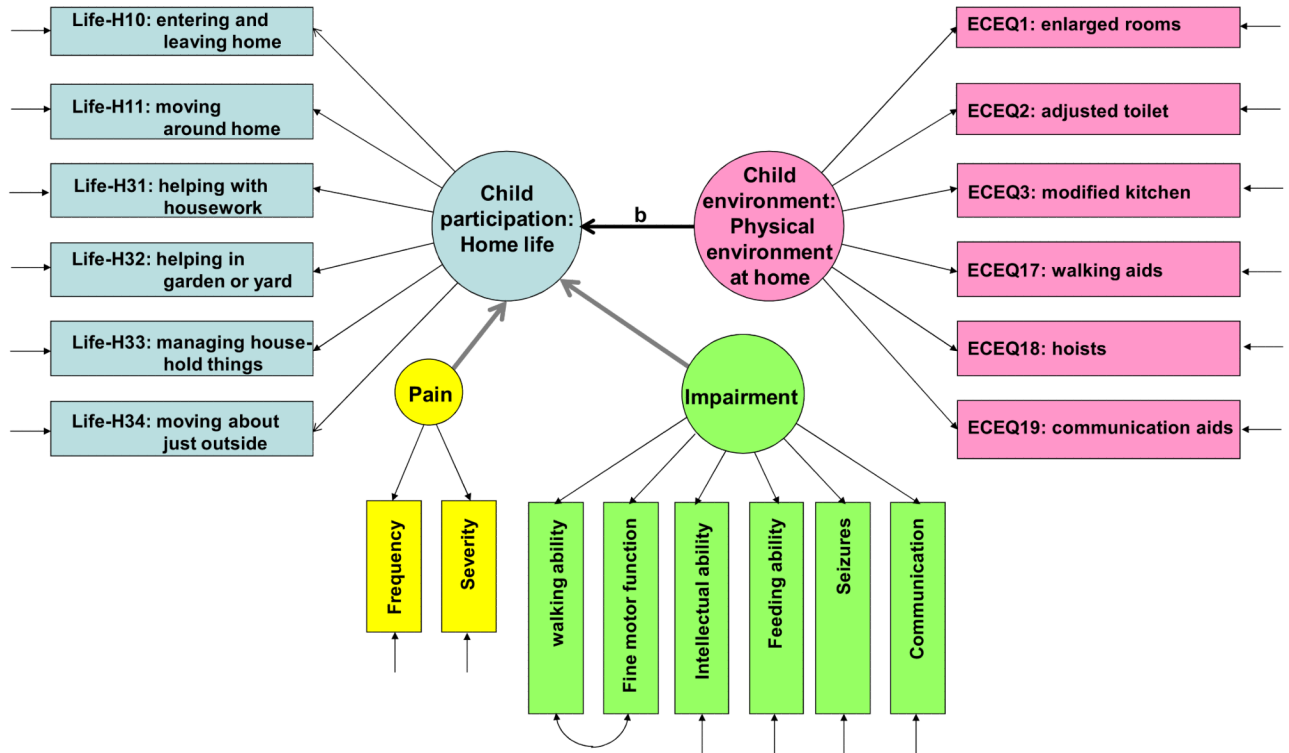 Life-H10: entering and
leaving home
Life-H11: moving
around home
Life-H31: helping with
housework
Life-H32: helping in
garden or yard
Life-H33: managing house-
hold things
Life-H34: moving about
just outside
Child
participation:
Home life
b
Child
environment:
Physical
environment
at home
ECEQ1: enlarged rooms
ECEQ2: adjusted toilet
ECEQ3: modified kitchen
ECEQ17: walking aids
ECEQ18: hoists
ECEQ19: communication aids
Pain
Impairment
Frequency
Severity
walking ability
Fine motor function
Intellectual ability
Feeding ability
Seizures
Communication